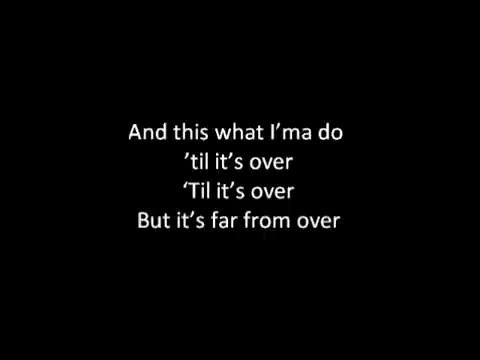 And this what I’ma do
’til it’s over
‘Til it’s over
But it’s far from over